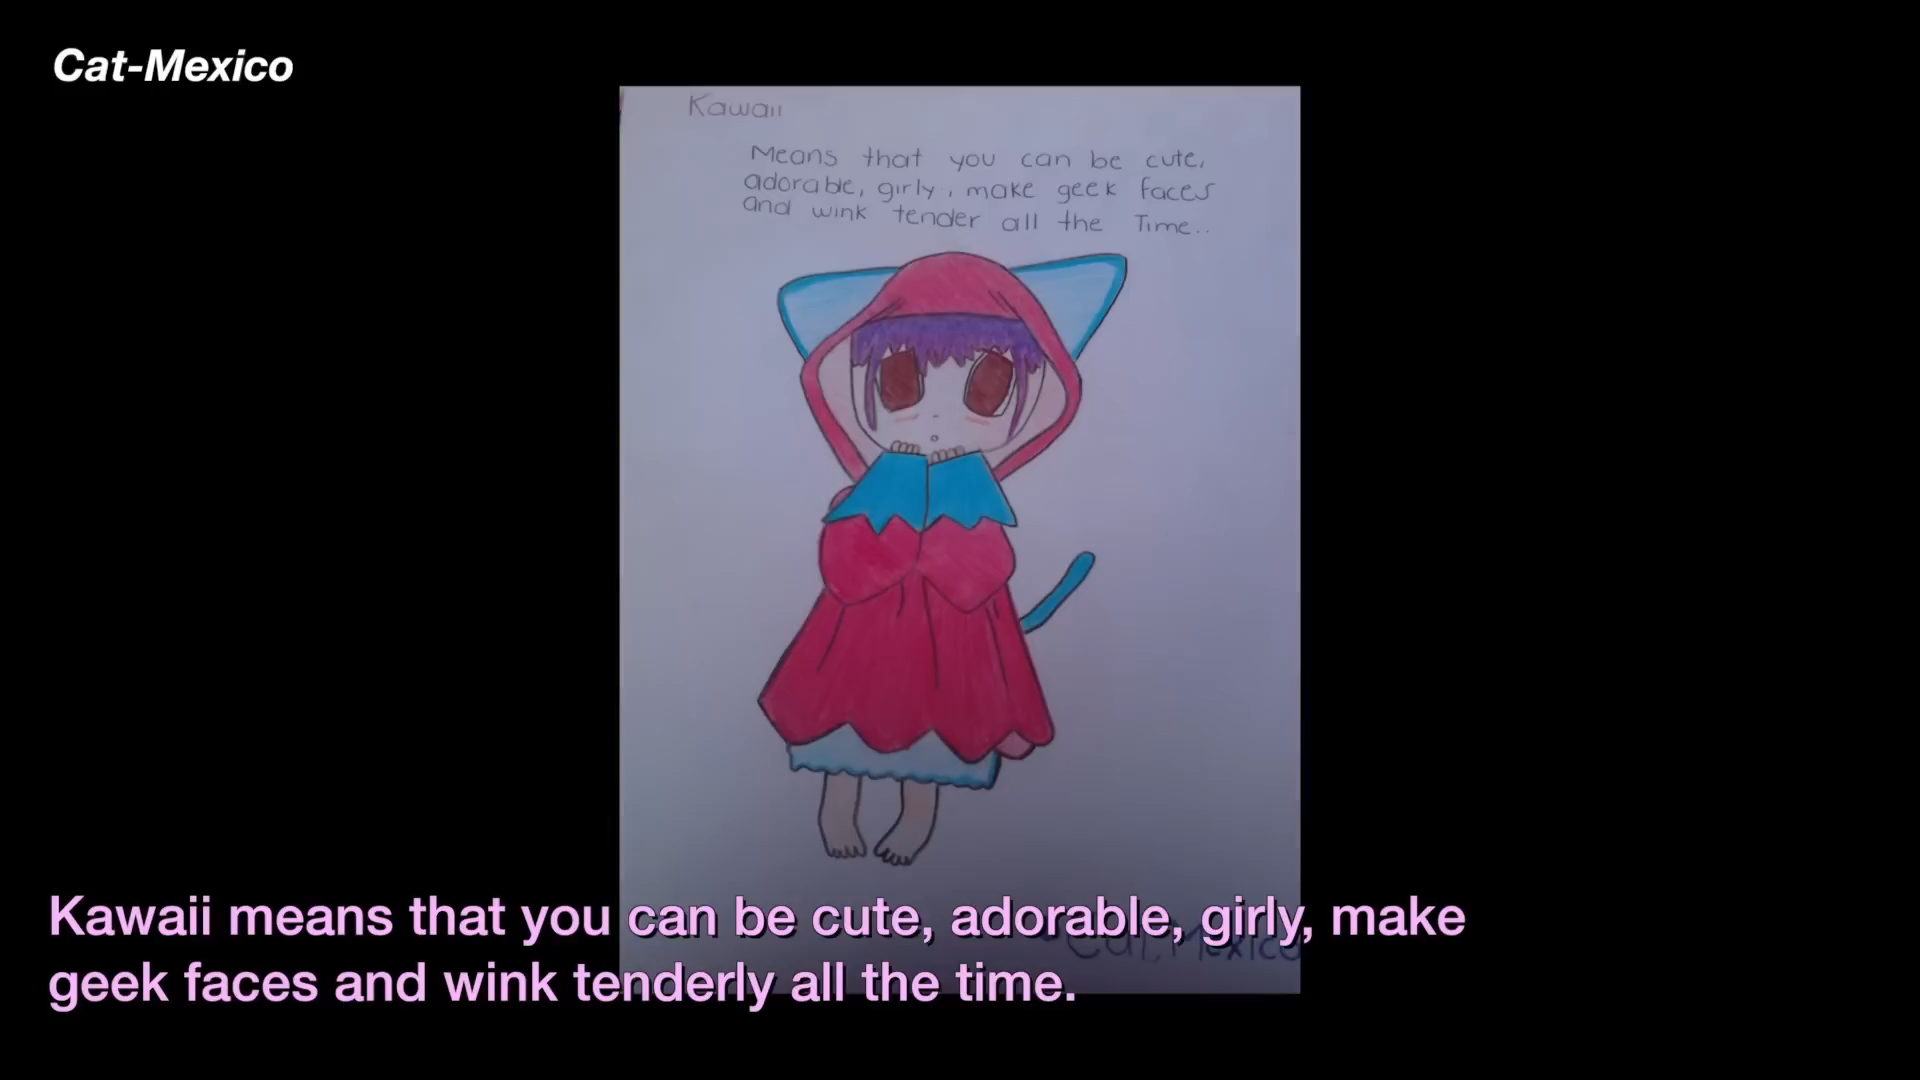 Cat-Mexico
Kawaii
Means that you can be cute,
adorable, girly, make geek faces
and wink tender all the Time..
-Cat, Mexico
Kawaii means that you can be cute, adorable, girly, make
geek faces and wink tenderly all the time.